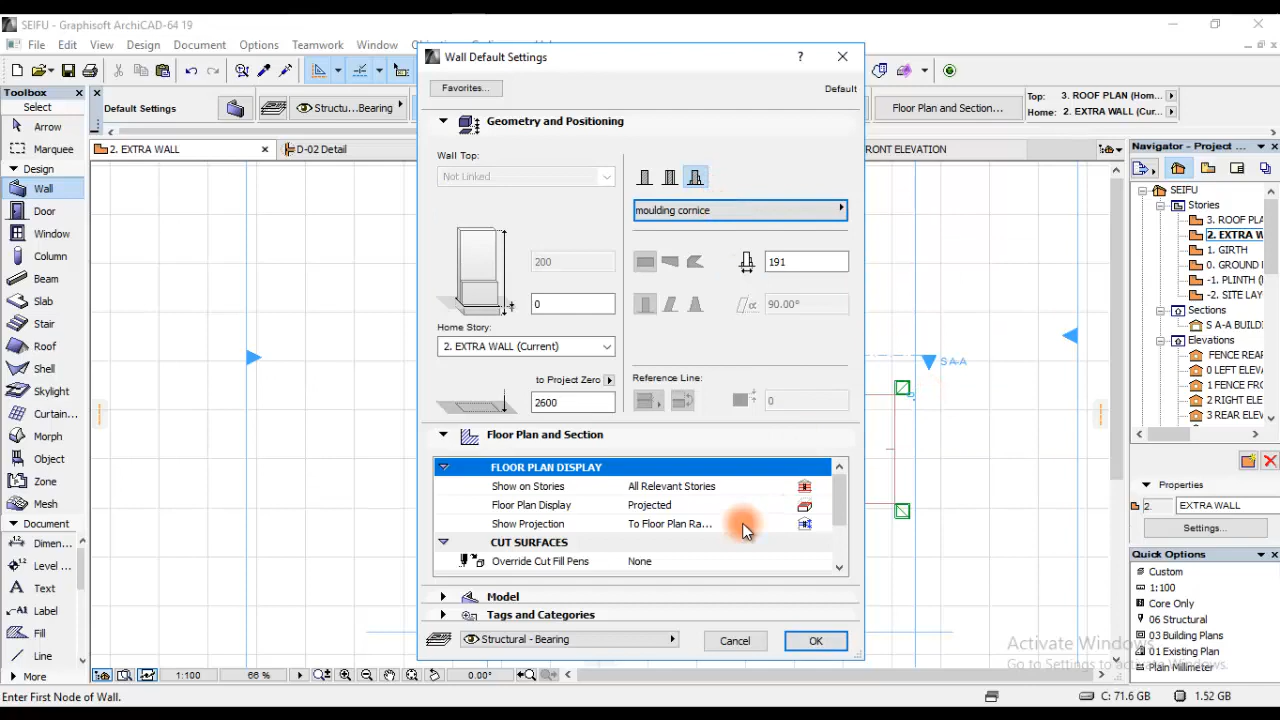 SEIFU - Graphisoft ArchiCAD-64 19
File Edit View Design Document Options Teamwork Window
Toolbox
Select
Arrow
Marquee
Design
Wall
Door
Window
Column
Beam
Slab
Stair
Roof
Shell
Skylight
Curtain...
Morph
Object
Zone
Mesh
Document
Dimen...
Level ...
Text
Label
Fill
Line
More
Default Settings
Structu...Bearing
2. EXTRA WALL
D-02 Detail
Wall Default Settings
Favorites...
Default
Geometry and Positioning
Wall Top:
Not Linked
moulding cornice
200
191
0
90.00°
Home Story:
2. EXTRA WALL (Current)
to Project Zero
2600
Reference Line:
0
Floor Plan and Section
FLOOR PLAN DISPLAY
Show on Stories All Relevant Stories
Floor Plan Display Projected
Show Projection To Floor Plan Ra...
CUT SURFACES
Override Cut Fill Pens None
Model
Tags and Categories
Structural - Bearing
Cancel
OK
Floor Plan and Section...
Top: 3. ROOF PLAN (Hom...
Home: 2. EXTRA WALL (Cur...
RONT ELEVATION
S A-A
Navigator - Project ...
SEIFU
Stories
3. ROOF PLA
2. EXTRA W
1. GIRTH
0. GROUND
-1. PLINTH (
-2. SITE LAY
Sections
S A-A BUILD
Elevations
FENCE REAR
0 LEFT ELEV
1 FENCE FRO
2 RIGHT ELE
3 REAR ELEV
Properties
2. EXTRA WALL
Settings...
Quick Options
Custom
1:100
Core Only
06 Structural
03 Building Plans
01 Existing Plan
Plain Millimeter
Activate Windows
Go to Settings to activate Windows.
1:100
66 %
0.00°
Enter First Node of Wall.
C: 71.6 GB
1.52 GB